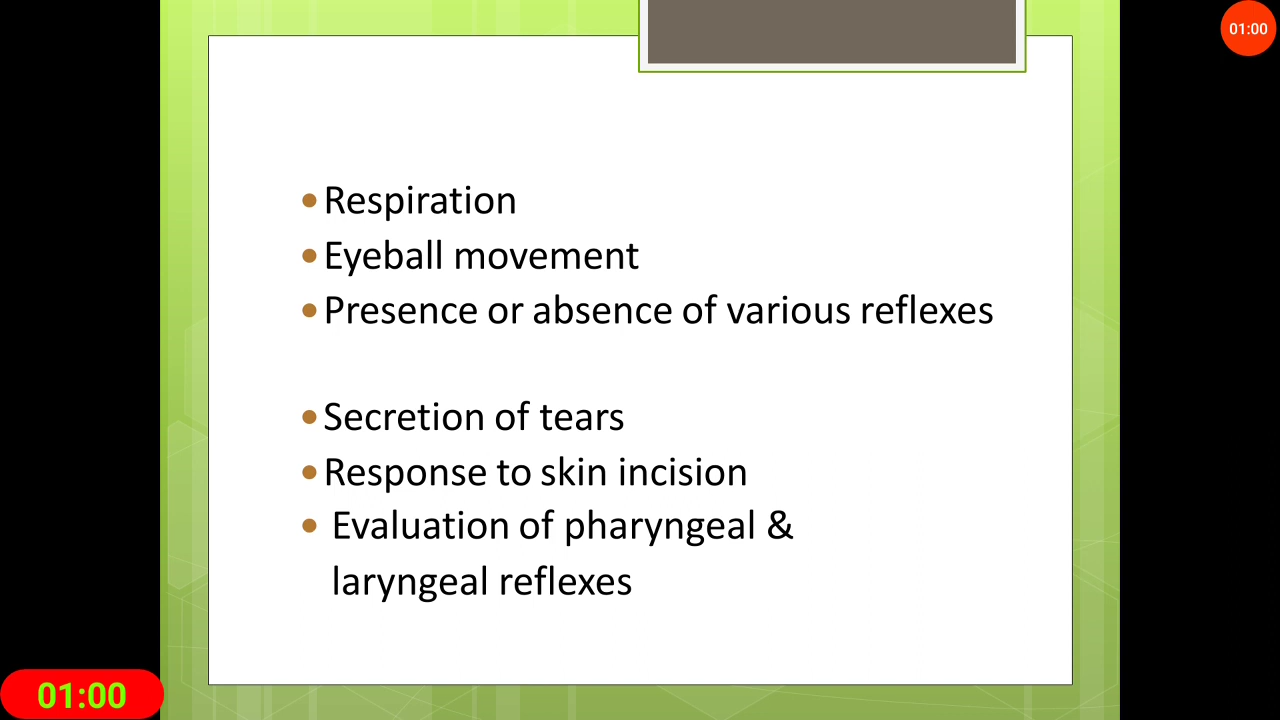 01:00
• Respiration
• Eyeball movement
• Presence or absence of various reflexes
• Secretion of tears
• Response to skin incision
• Evaluation of pharyngeal &
laryngeal reflexes
01:00